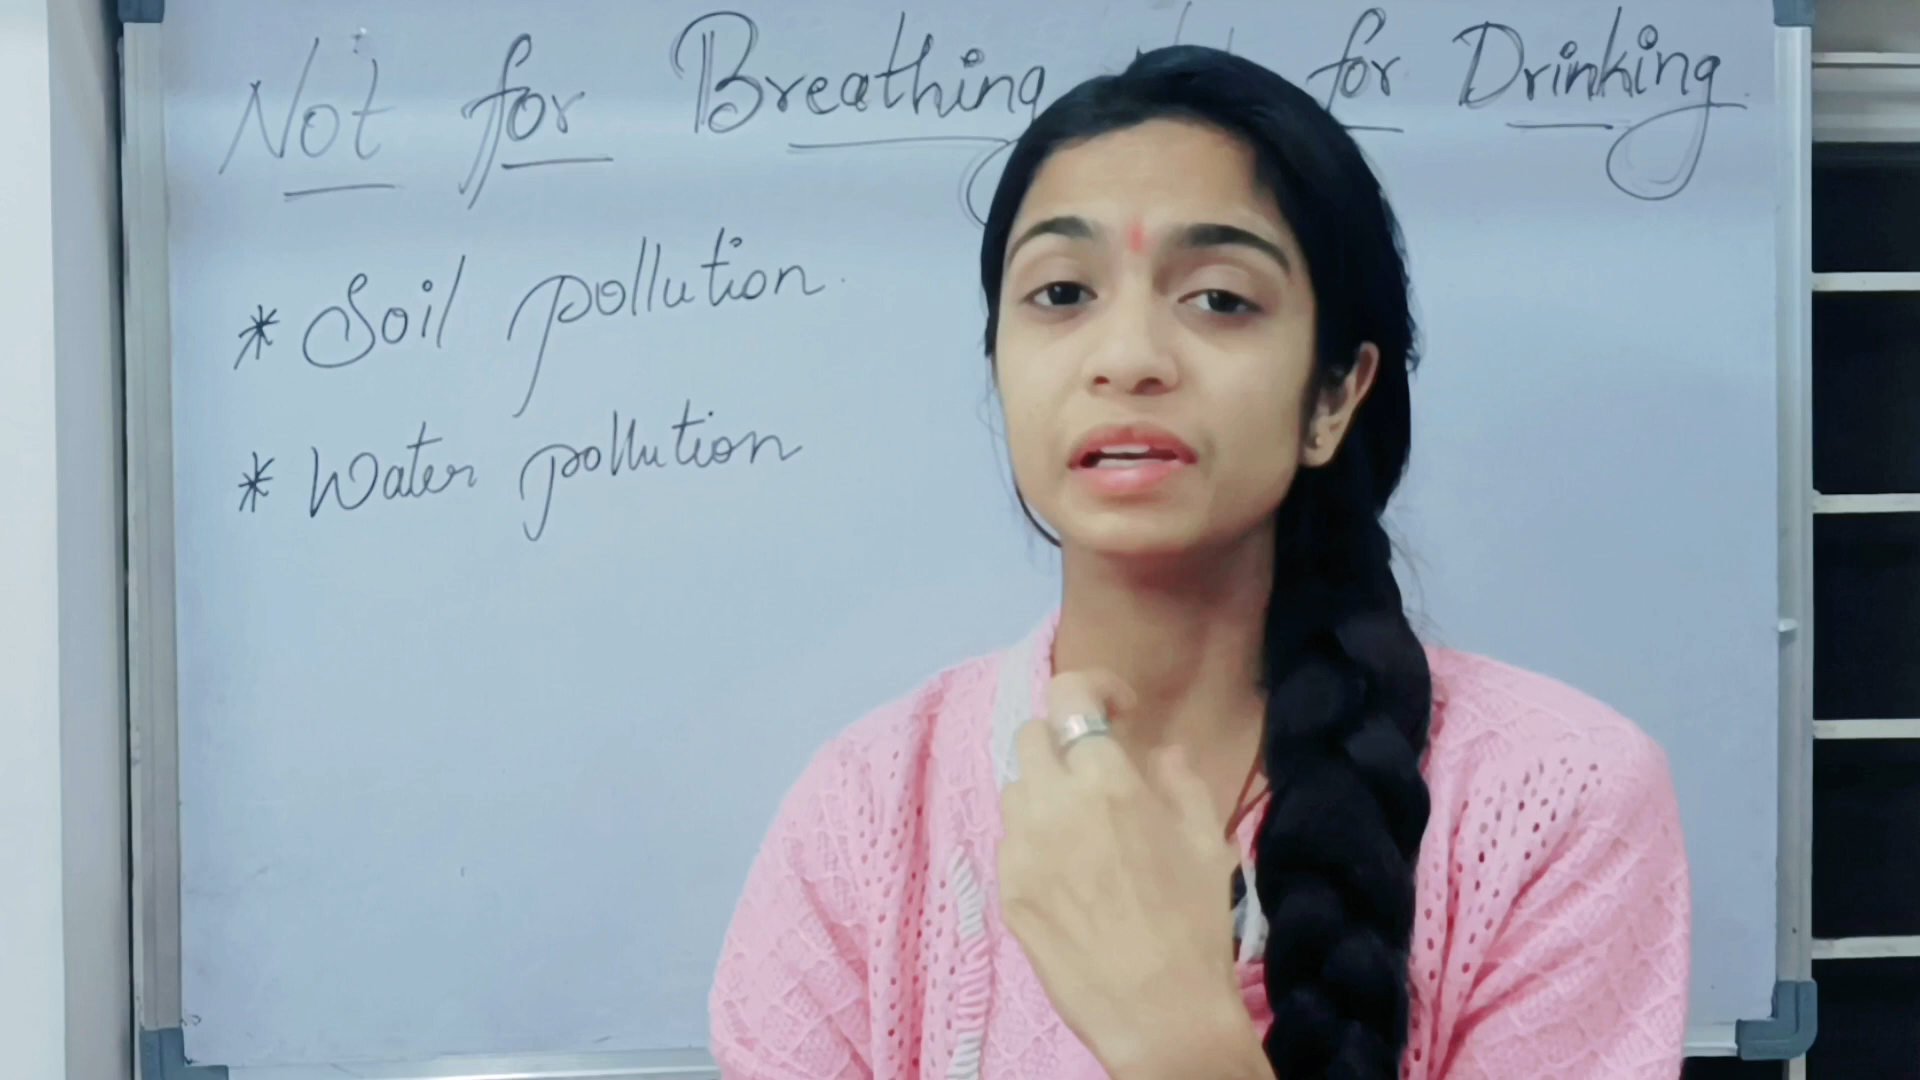 Not for Breathing for Drinking
* Soil pollution.
* Water pollution